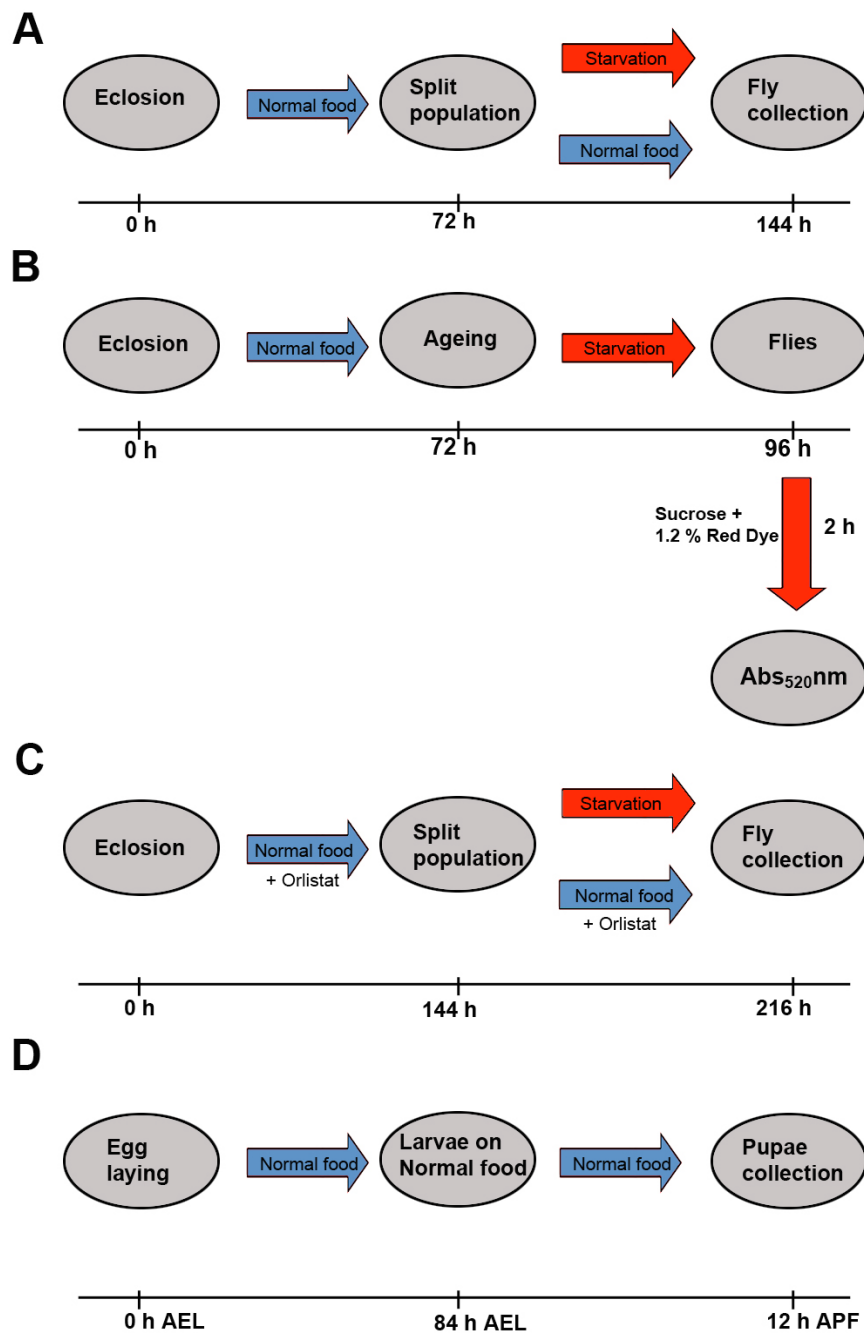 A
Eclosion
Normal food
Split
population
Starvation
Normal food
Fly
collection
0 h
72 h
144 h
B
Eclosion
Normal food
Ageing
Starvation
Flies
0 h
72 h
96 h
Sucrose +
1.2 % Red Dye
2 h
Abs₅₂₀nm
C
Eclosion
Normal food
+ Orlistat
Split
population
Starvation
Normal food
+ Orlistat
Fly
collection
0 h
144 h
216 h
D
Egg
laying
Normal food
Larvae on
Normal food
Normal food
Pupae
collection
0 h AEL
84 h AEL
12 h APF